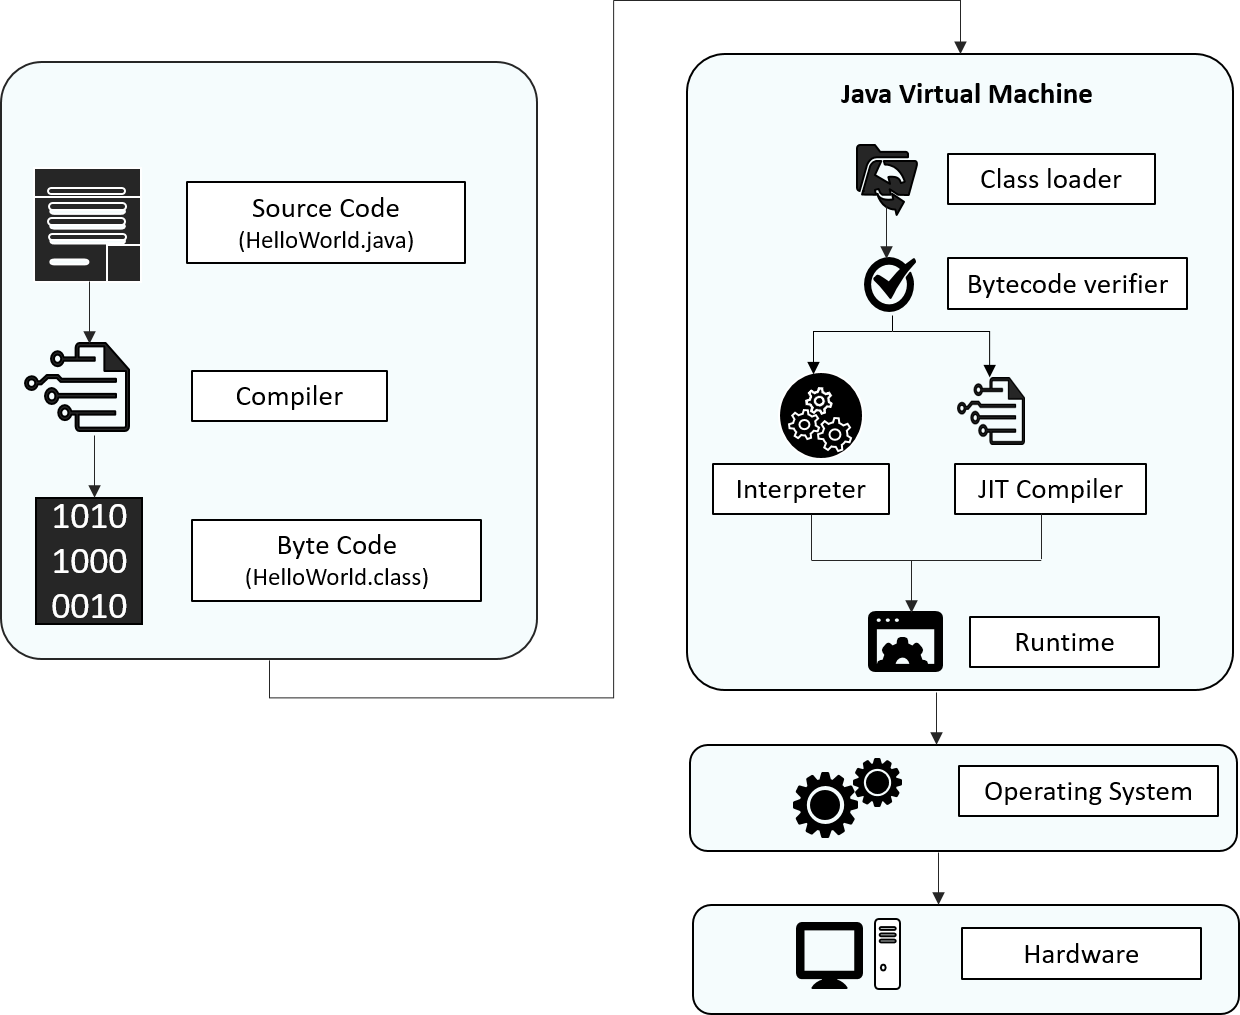 Source Code
(HelloWorld.java)
Compiler
1010
1000
0010
Byte Code
(HelloWorld.class)
Java Virtual Machine
Class loader
Bytecode verifier
Interpreter
JIT Compiler
Runtime
Operating System
Hardware